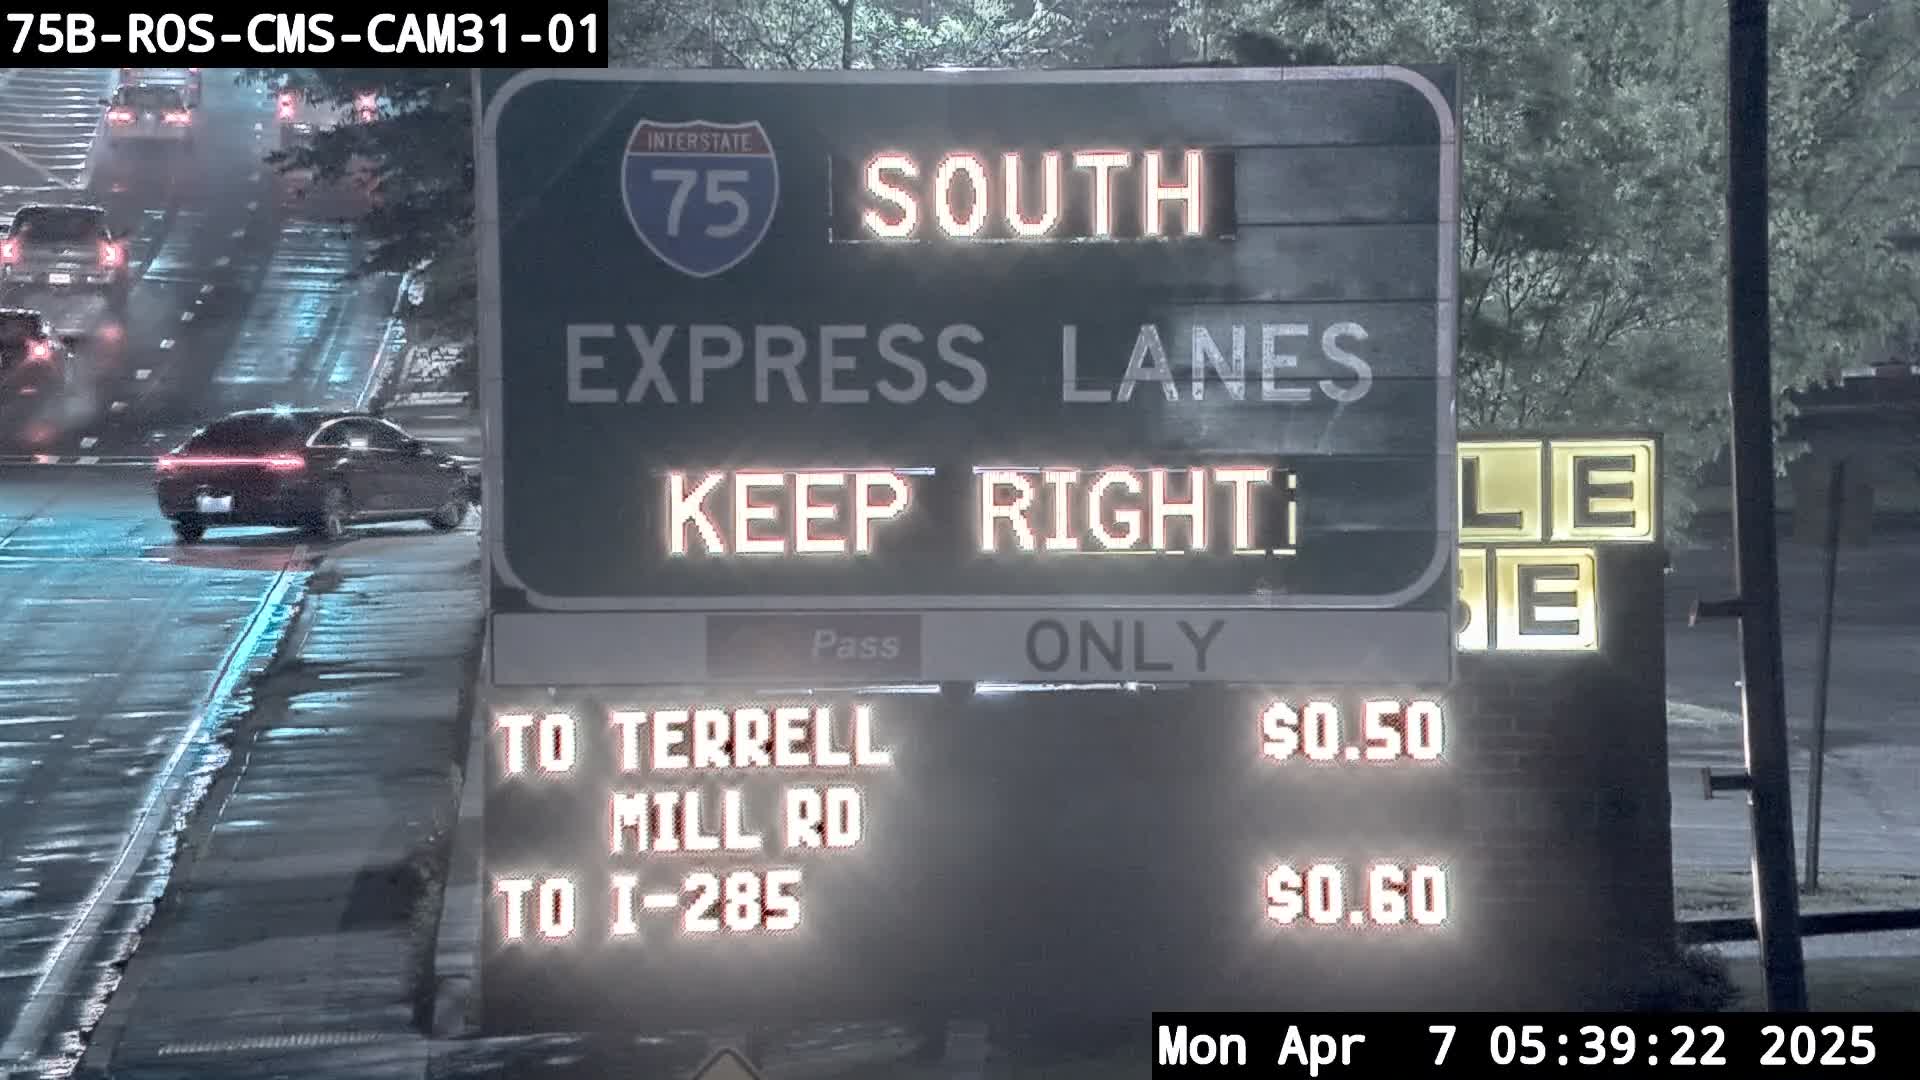 75B-ROS-CMS-CAM31-01
INTERSTATE
75
SOUTH
EXPRESS LANES
KEEP RIGHT
Pass ONLY
TO TERRELL $0.50
MILL RD
TO I-285 $0.60
LE
E
Mon Apr 7 05:39:22 2025